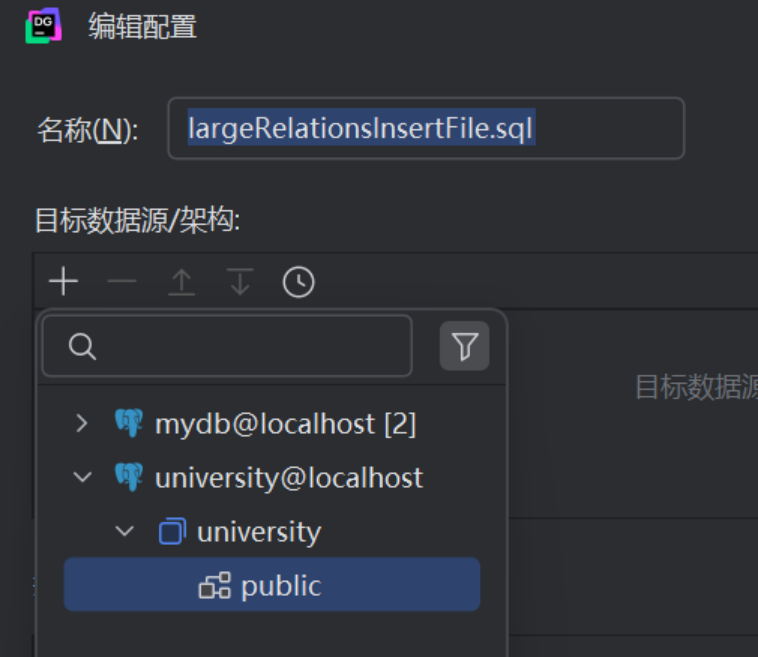 DG
编辑配置
名称(N):
largeRelationsInsertFile.sql
目标数据源/架构:
目标数据源
mydb@localhost [2]
university@localhost
university
public